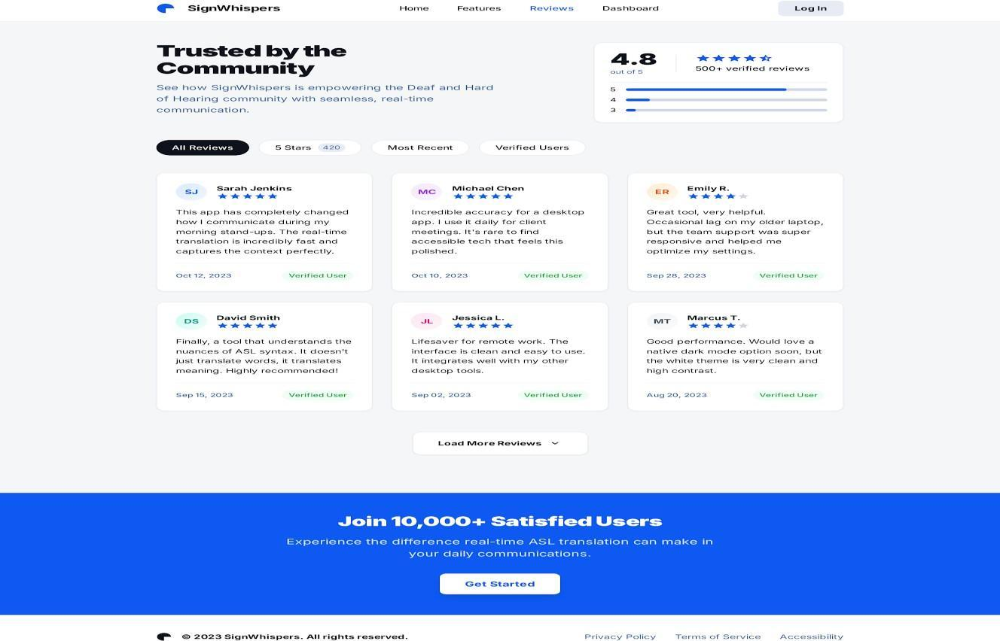 SignWhispers
Home
Features
Reviews
Dashboard
Log In
Trusted by the
Community
See how SignWhispers is empowering the Deaf and Hard
of Hearing community with seamless, real-time
communication.
4.8
out of 5
500+ verified reviews
5
4
3
All Reviews
5 Stars 420
Most Recent
Verified Users
SJ
Sarah Jenkins
This app has completely changed
how I communicate during my
morning stand-ups. The real-time
translation is incredibly fast and
captures the context perfectly.
Oct 12, 2023
Verified User
MC
Michael Chen
Incredible accuracy for a desktop
app. I use it daily for client
meetings. It's rare to find
accessible tech that feels this
polished.
Oct 10, 2023
Verified User
ER
Emily R.
Great tool, very helpful.
Occasional lag on my older laptop,
but the team support was super
responsive and helped me
optimize my settings.
Sep 28, 2023
Verified User
DS
David Smith
Finally, a tool that understands the
nuances of ASL syntax. It doesn't
just translate words, it translates
meaning. Highly recommended!
Sep 15, 2023
Verified User
JL
Jessica L.
Lifesaver for remote work. The
interface is clean and easy to use.
It integrates well with my other
desktop tools.
Sep 02, 2023
Verified User
MT
Marcus T.
Good performance. Would love a
native dark mode option soon, but
the white theme is very clean and
high contrast.
Aug 20, 2023
Verified User
Load More Reviews
Join 10,000+ Satisfied Users
Experience the difference real-time ASL translation can make in
your daily communications.
Get Started
© 2023 SignWhispers. All rights reserved.
Privacy Policy
Terms of Service
Accessibility